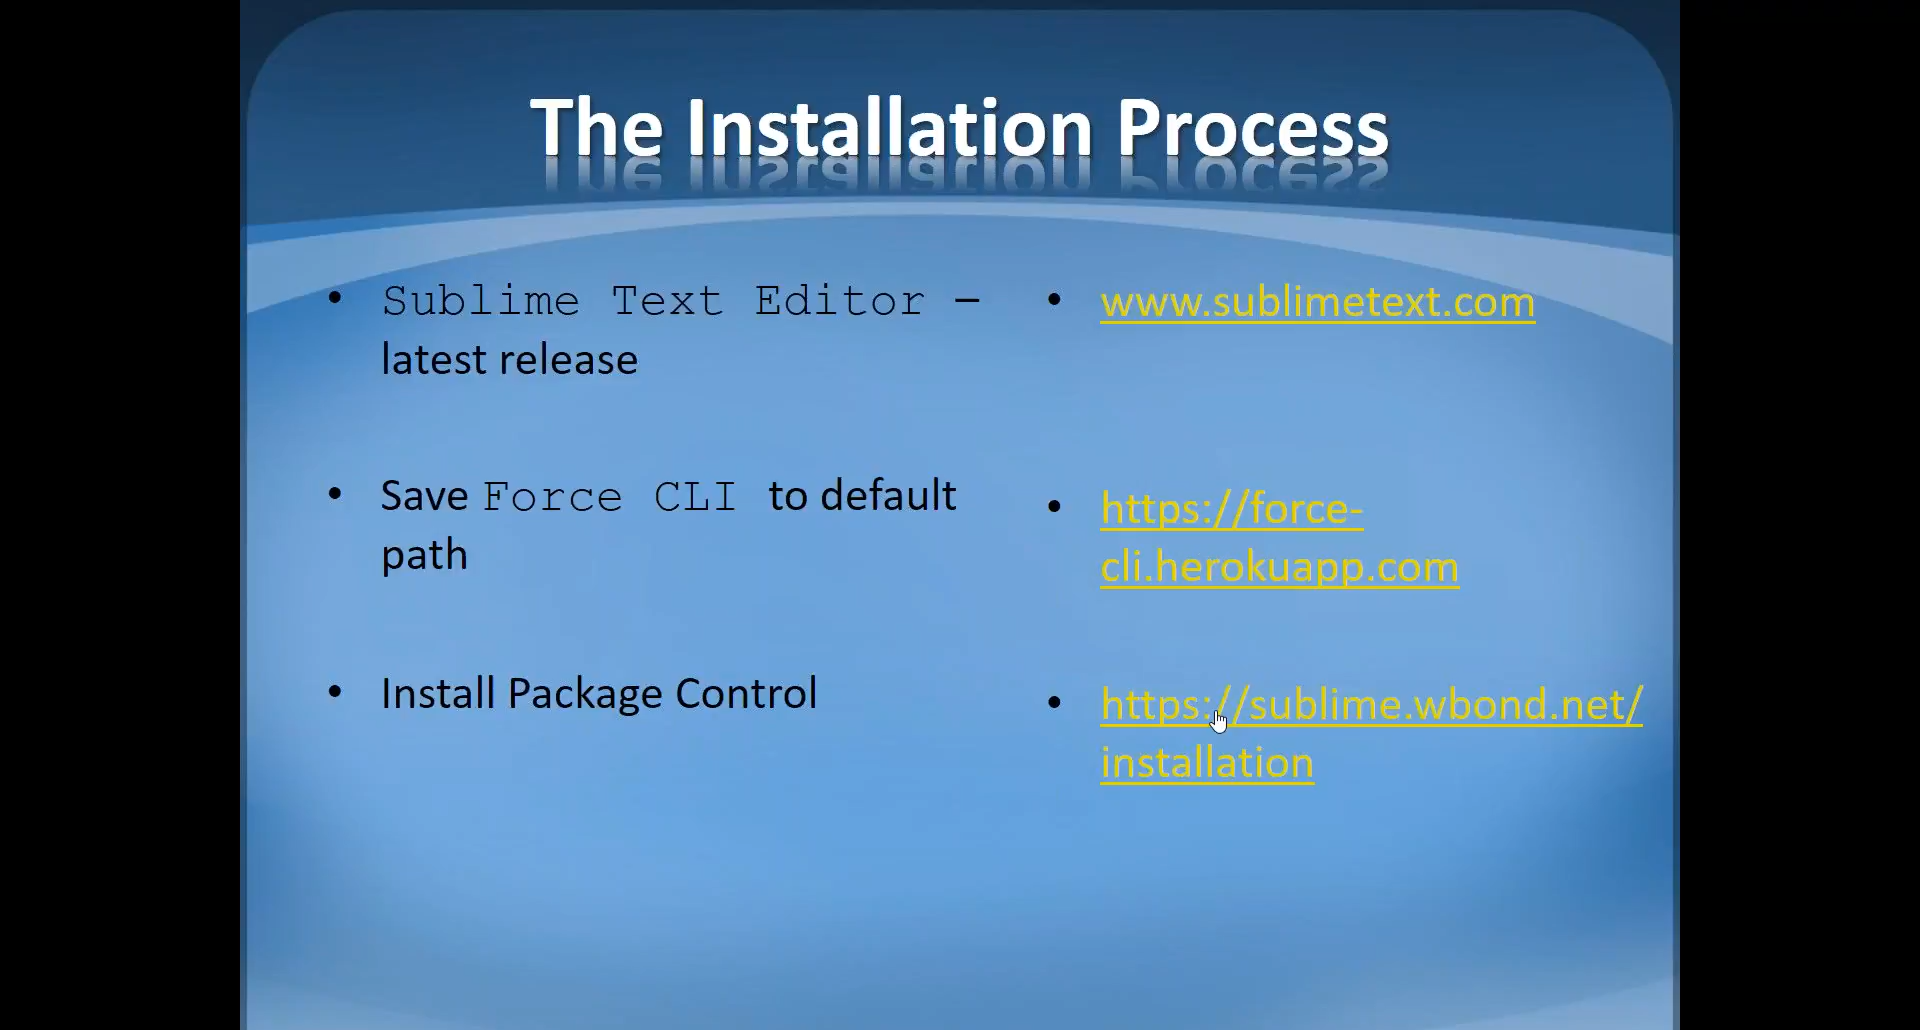 The Installation Process
• Sublime Text Editor –
latest release
• Save Force CLI to default
path
• Install Package Control
• www.sublimetext.com
• https://force-
cli.herokuapp.com
• https://sublime.wbond.net/
installation